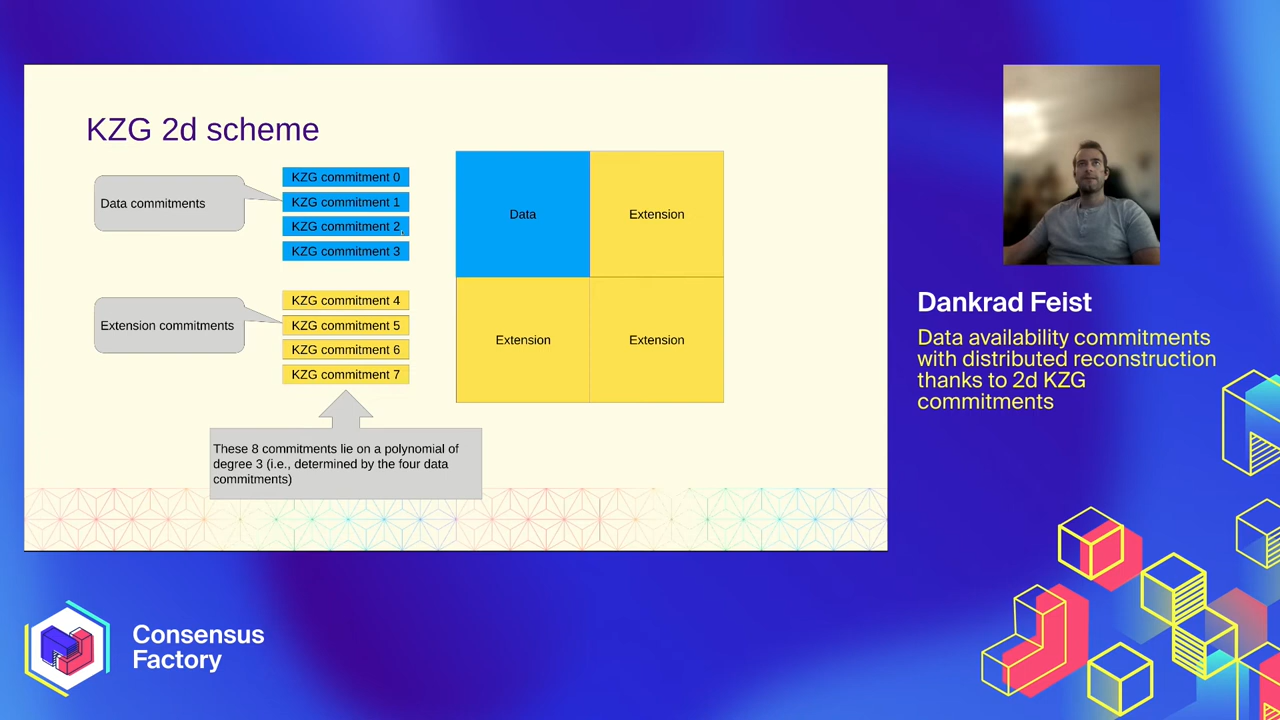 KZG 2d scheme
Data commitments
KZG commitment 0
KZG commitment 1
KZG commitment 2
KZG commitment 3
Extension commitments
KZG commitment 4
KZG commitment 5
KZG commitment 6
KZG commitment 7
These 8 commitments lie on a polynomial of
degree 3 (i.e., determined by the four data
commitments)
Data
Extension
Extension
Extension
Dankrad Feist
Data availability commitments
with distributed reconstruction
thanks to 2d KZG
commitments
Consensus
Factory